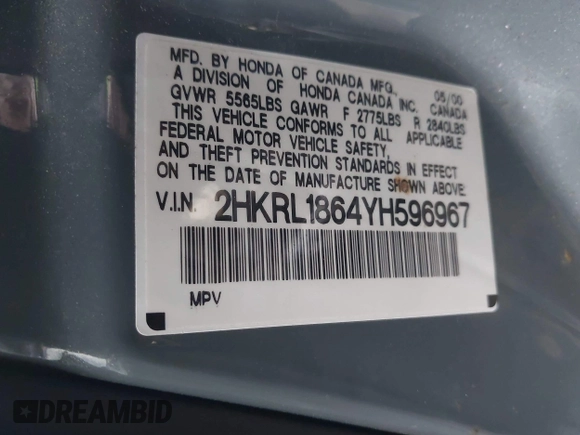 MFD. BY HONDA OF CANADA MFG., 05/00
A DIVISION OF HONDA CANADA INC. CANADA
GVWR 5565LBS GAWR F 2775LBS R 2840LBS
THIS VEHICLE CONFORMS TO ALL APPLICABLE
FEDERAL MOTOR VEHICLE SAFETY,
AND THEFT PREVENTION STANDARDS IN EFFECT
ON THE DATE OF MANUFACTURE SHOWN ABOVE.
V.I.N. 2HKRL1864YH596967
MPV
DREAMBID